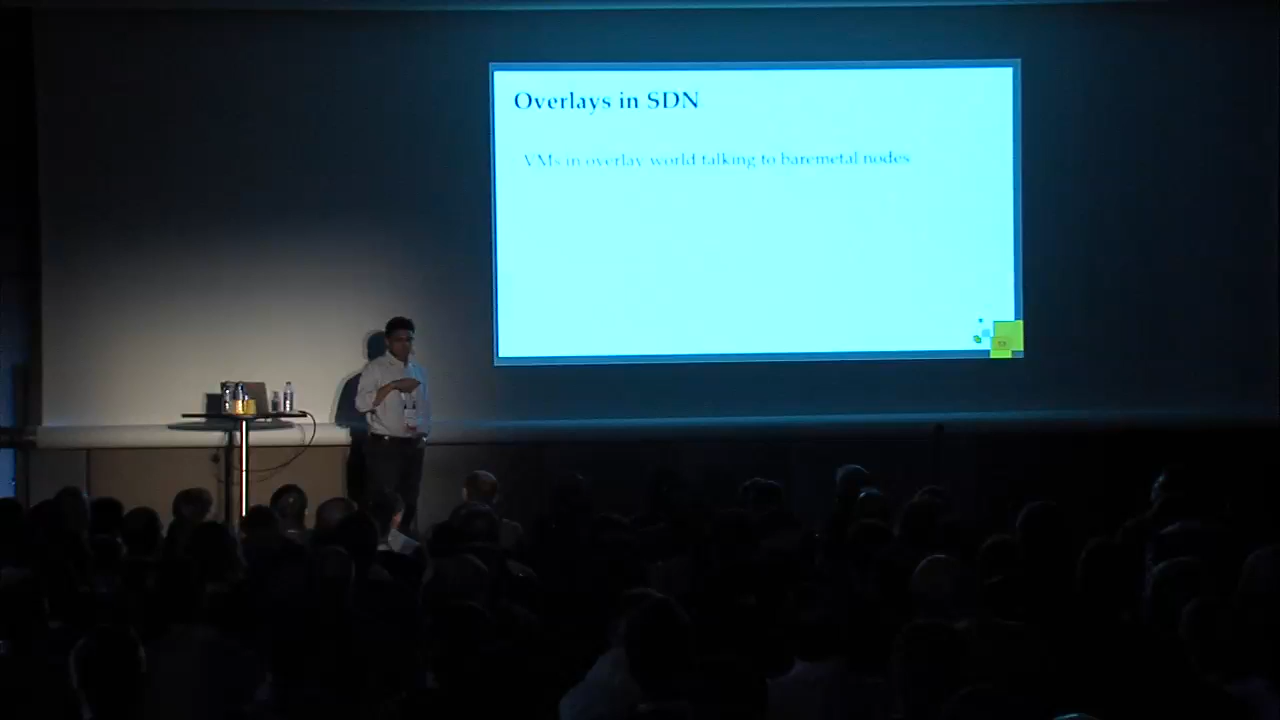 Overlays in SDN
VMs in overlay world talking to baremetal nodes